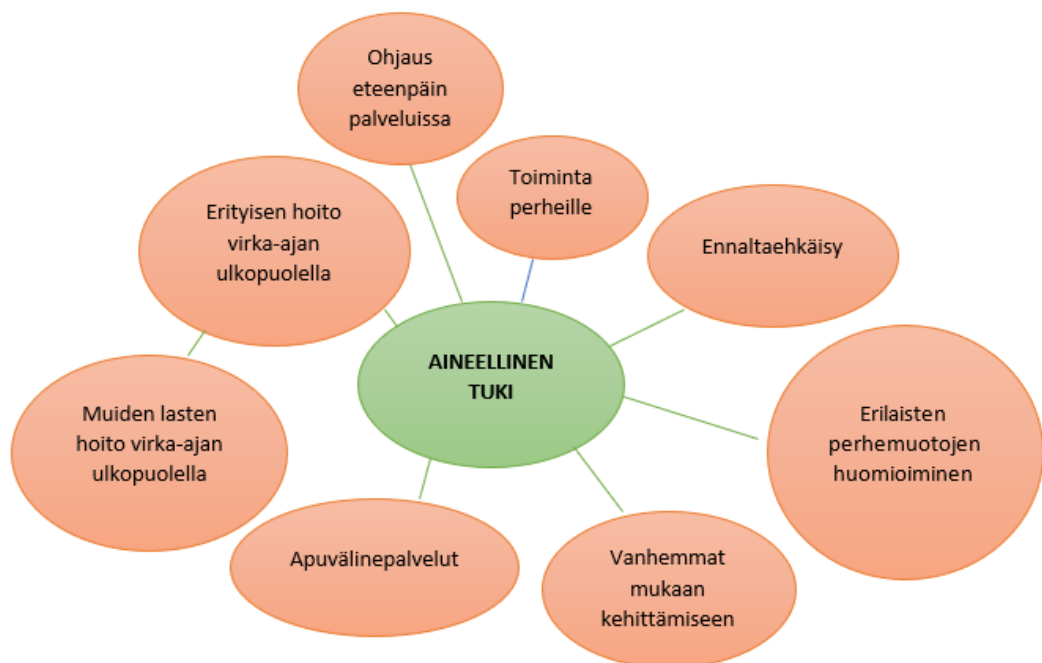 Ohjaus
eteenpäin
palveluissa
Toiminta
perheille
Erityisen hoito
virka-ajan
ulkopuolella
Ennaltaehkäisy
AINEELLINEN
TUKI
Muiden lasten
hoito virka-ajan
ulkopuolella
Erilaisten
perhemuotojen
huomioiminen
Apuvälinepalvelut
Vanhemmat
mukaan
kehittämiseen